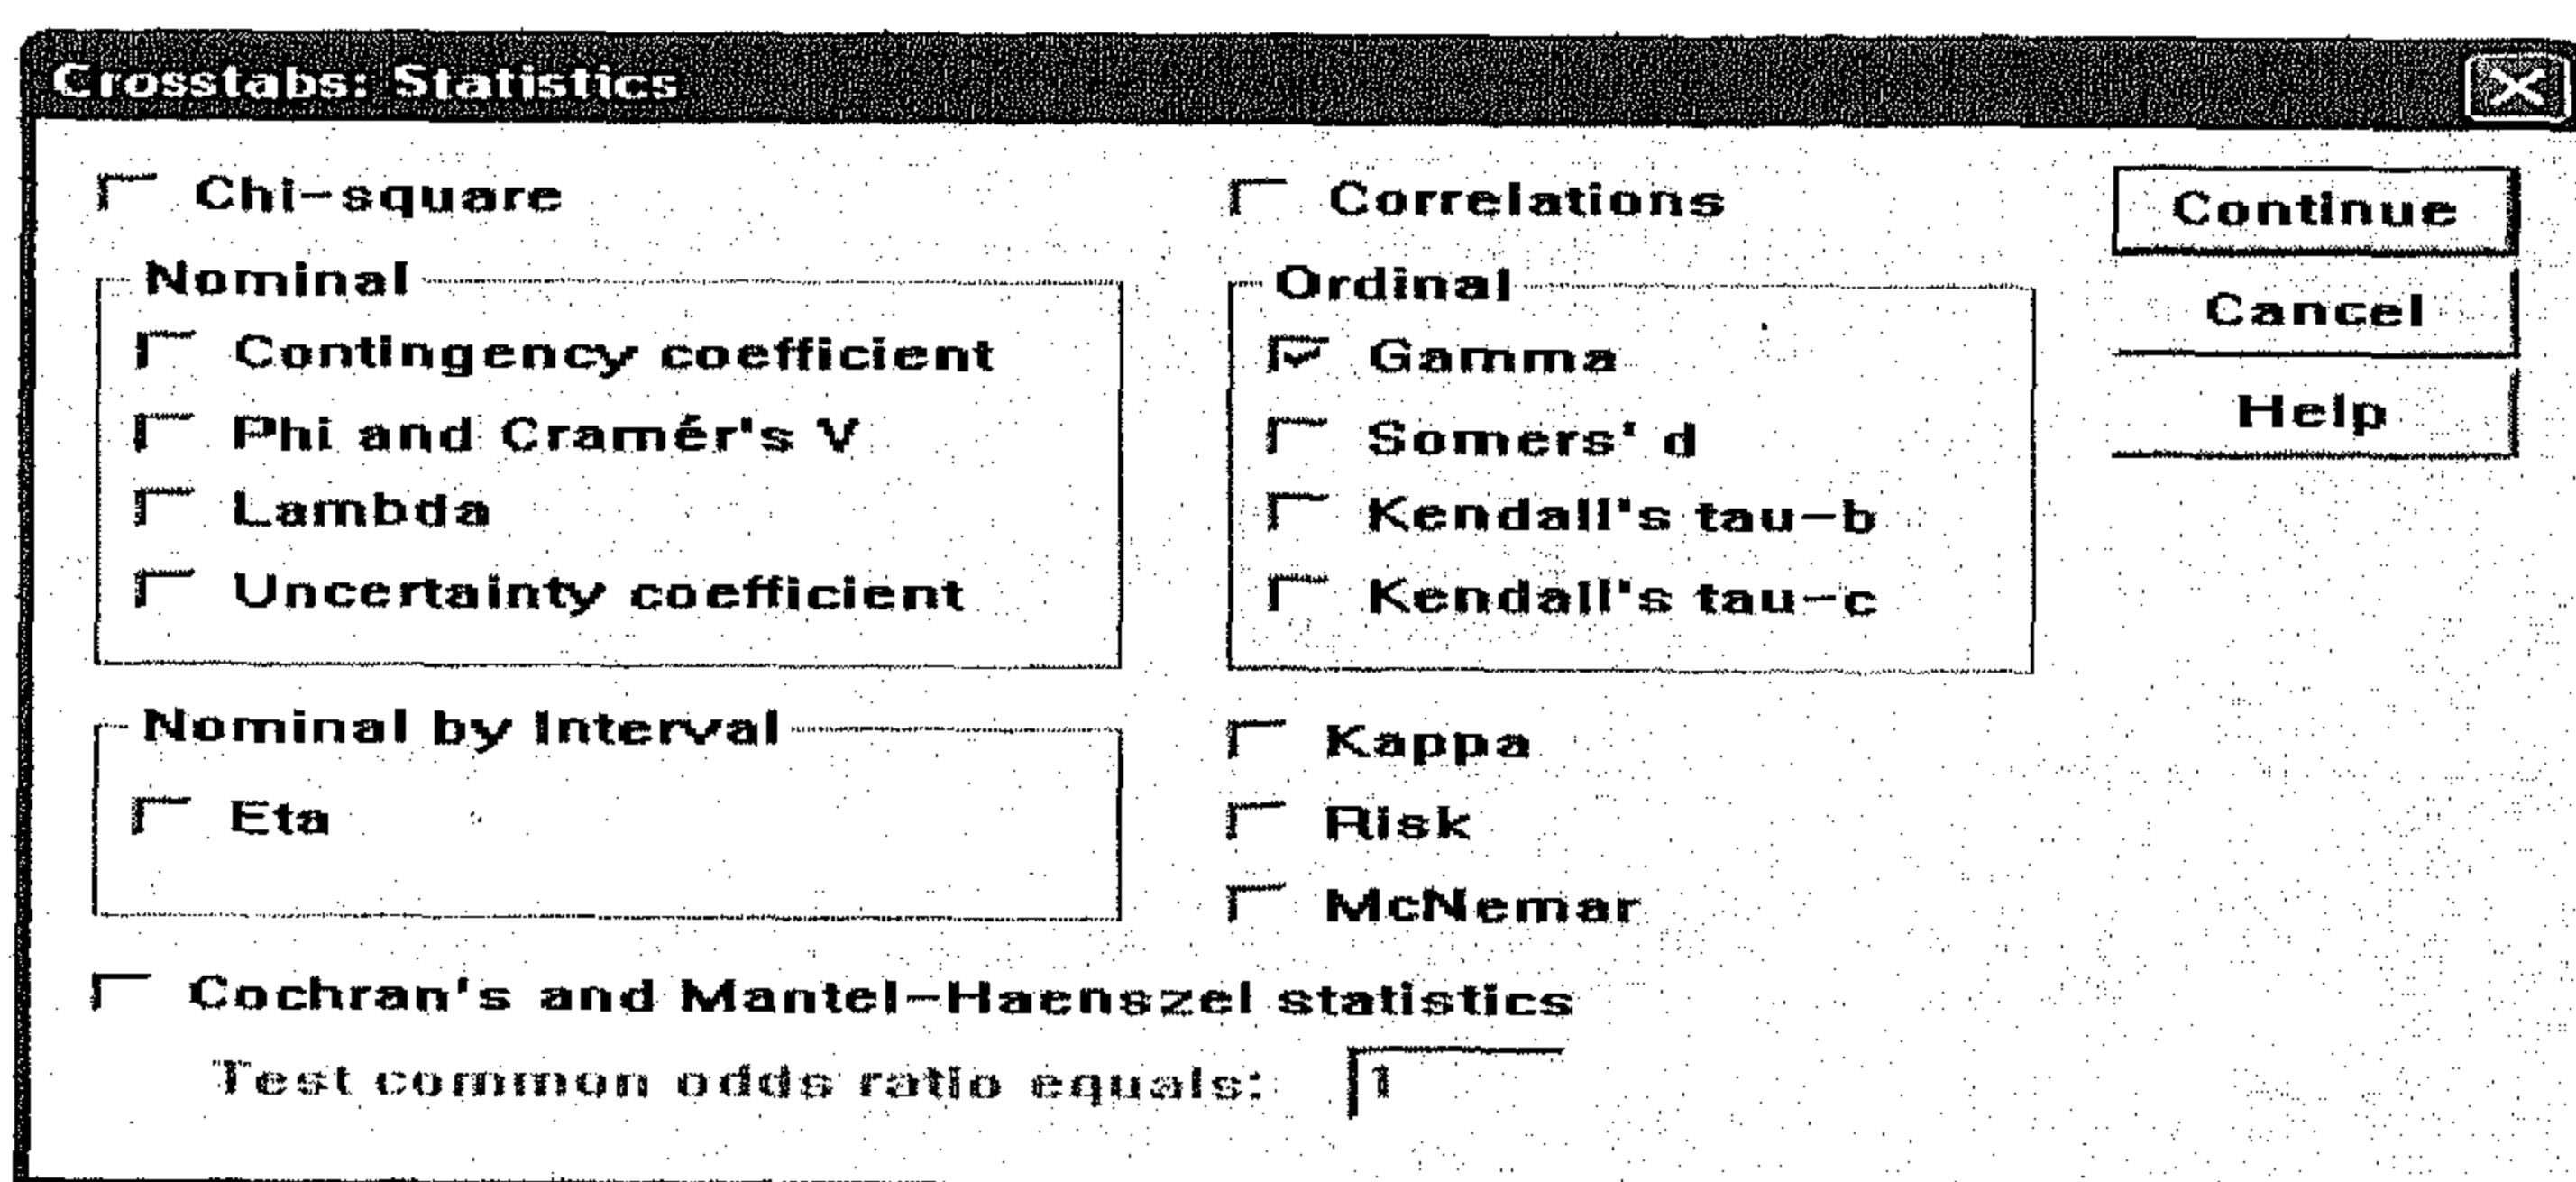 Crosstabs: Statistics
Chi-square
Correlations
Continue
Cancel
Help
Nominal
Contingency coefficient
Phi and Cramér's V
Lambda
Uncertainty coefficient
Ordinal
Gamma
Somers' d
Kendall's tau-b
Kendall's tau-c
Nominal by Interval
Eta
Kappa
Risk
McNemar
Cochran's and Mantel-Haenszel statistics
Test common odds ratio equals: 1